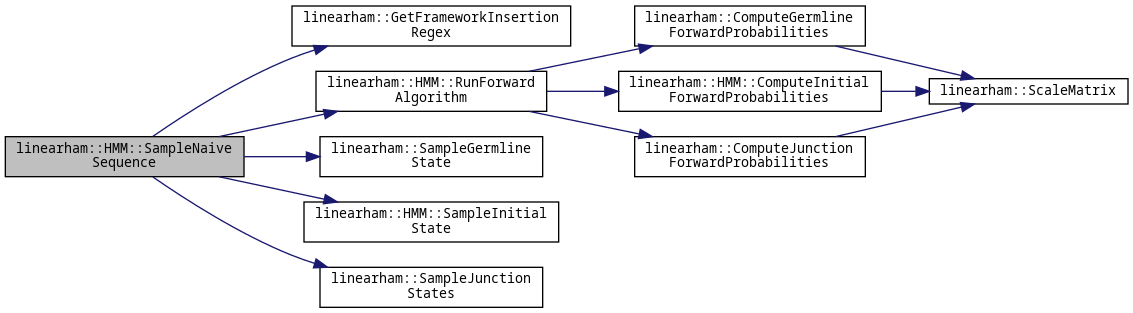 linearham::GetFrameworkInsertion
Regex
linearham::ComputeGermline
ForwardProbabilities
linearham::HMM::RunForward
Algorithm
linearham::HMM::ComputeInitial
ForwardProbabilities
linearham::ScaleMatrix
linearham::HMM::SampleNaive
Sequence
linearham::SampleGermline
State
linearham::ComputeJunction
ForwardProbabilities
linearham::HMM::SampleInitial
State
linearham::SampleJunction
States